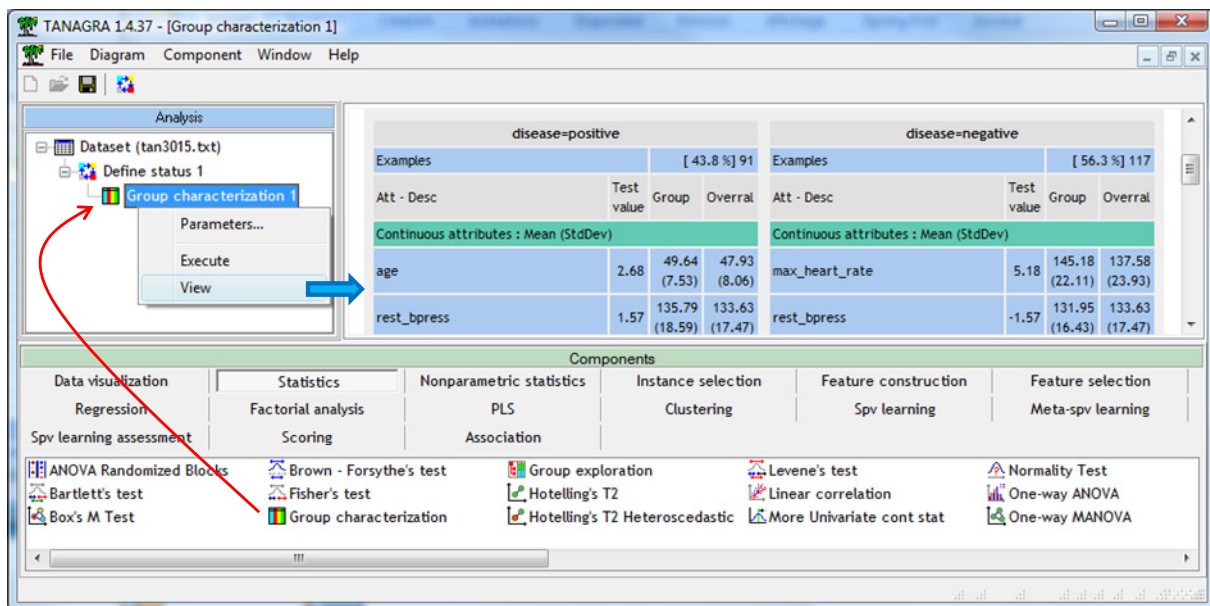 TANAGRA 1.4.37 - [Group characterization 1]
File Diagram Component Window Help
Analysis
Dataset (tan3015.txt)
Define status 1
Group characterization 1
Parameters...
Execute
View
disease=positive
disease=negative
Examples [ 43.8 %] 91 Examples [ 56.3 %] 117
Att - Desc Test value Group Overral Att - Desc Test value Group Overral
Continuous attributes : Mean (StdDev) Continuous attributes : Mean (StdDev)
age 2.68 49.64 (7.53) 47.93 (8.06) max_heart_rate 5.18 145.18 (22.11) 137.58 (23.93)
rest_bpress 1.57 135.79 (18.59) 133.63 (17.47) rest_bpress -1.57 131.95 (16.43) 133.63 (17.47)
Components
Data visualization Statistics Nonparametric statistics Instance selection Feature construction Feature selection
Regression Factorial analysis PLS Clustering Spv learning Meta-spv learning
Spv learning assessment Scoring Association
ANOVA Randomized Blocks Brown - Forsythe's test Group exploration Levene's test Normality Test
Bartlett's test Fisher's test Hotelling's T2 Linear correlation One-way ANOVA
Box's M Test Group characterization Hotelling's T2 Heteroscedastic More Univariate cont stat One-way MANOVA